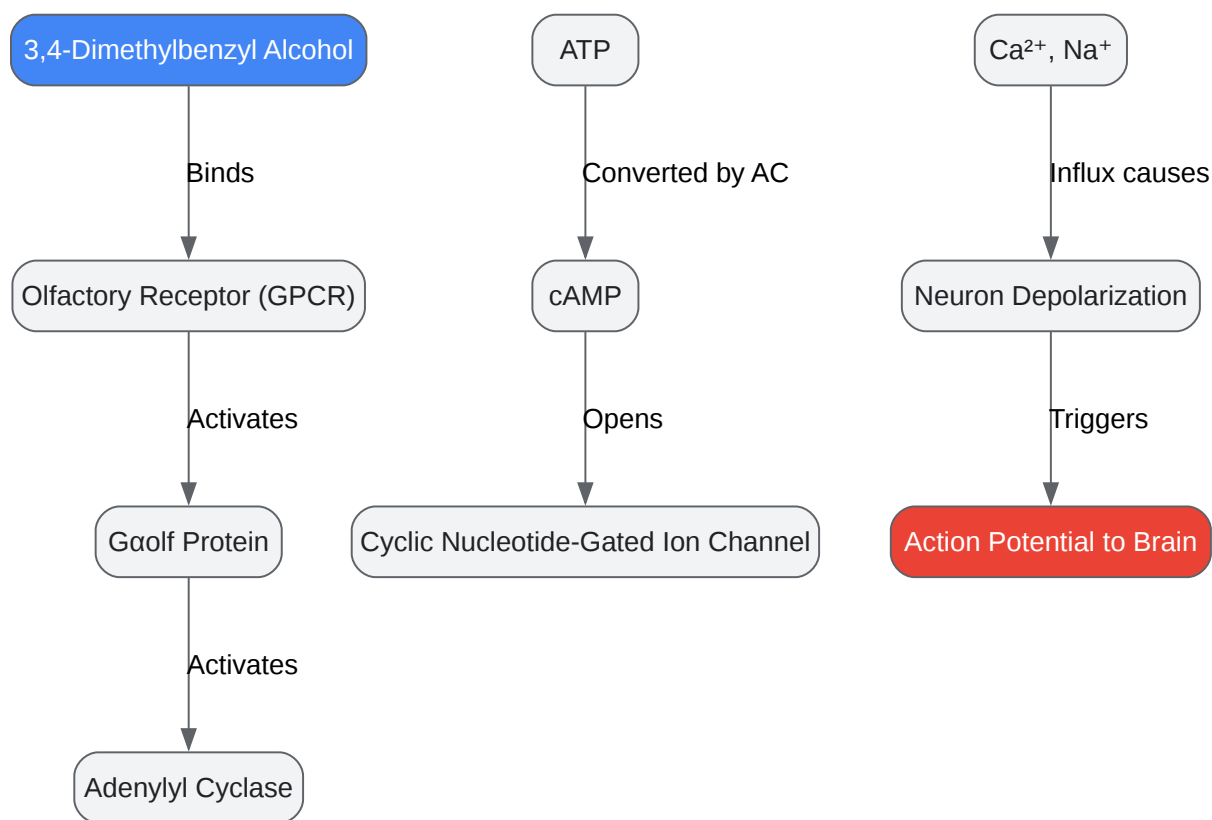 3,4-Dimethylbenzyl Alcohol
ATP
Ca²⁺, Na⁺
Binds
Converted by AC
Influx causes
Olfactory Receptor (GPCR)
cAMP
Neuron Depolarization
Activates
Opens
Triggers
Gαolf Protein
Cyclic Nucleotide-Gated Ion Channel
Action Potential to Brain
Activates
Adenylyl Cyclase